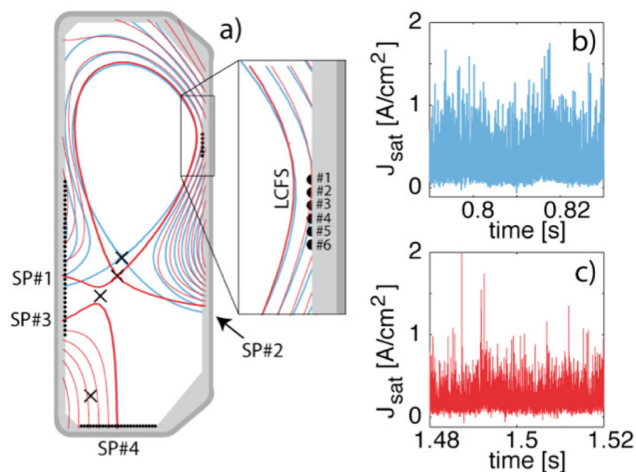 a)
LCFS
#1
#2
#3
#4
#5
#6
SP#1
SP#3
SP#2
SP#4
b)
J_sat [A/cm²]
2
1
0
0.8
0.82
time [s]
c)
J_sat [A/cm²]
2
1
0
1.48
1.5
1.52
time [s]